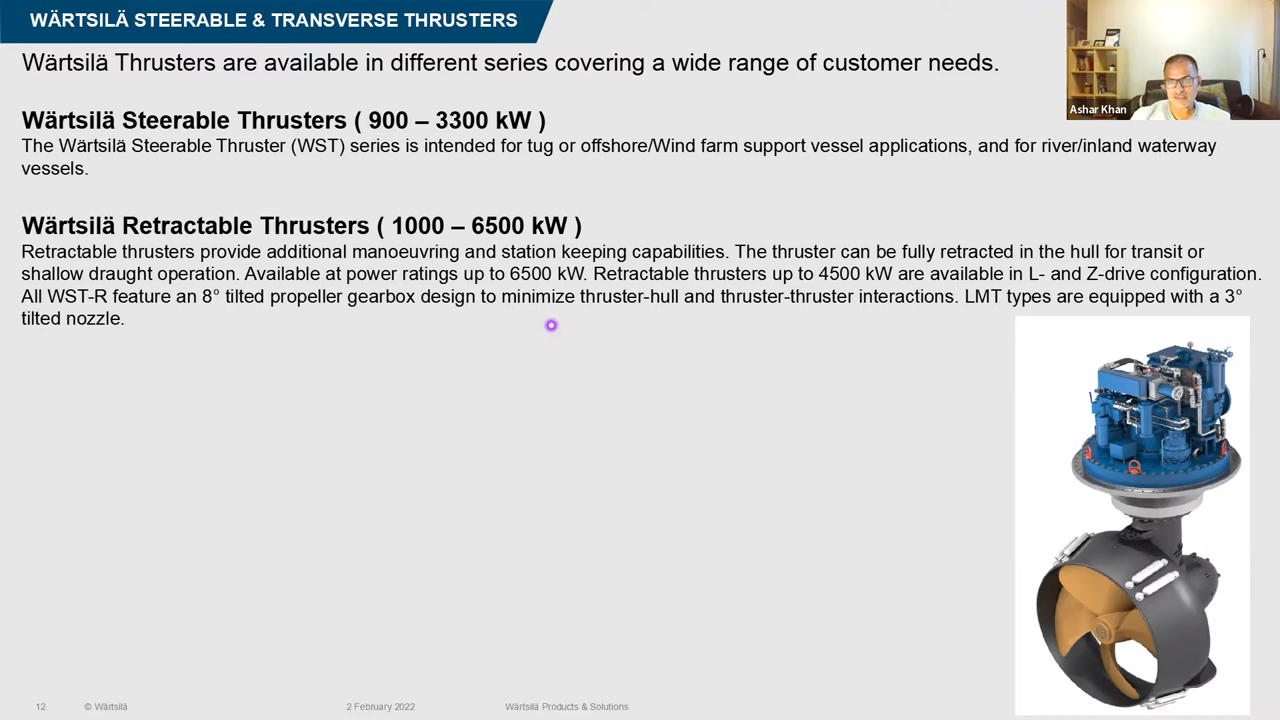 WÄRTSILÄ STEERABLE & TRANSVERSE THRUSTERS
Wärtsilä Thrusters are available in different series covering a wide range of customer needs.
Ashar Khan
Wärtsilä Steerable Thrusters ( 900 – 3300 kW )
The Wärtsilä Steerable Thruster (WST) series is intended for tug or offshore/Wind farm support vessel applications, and for river/inland waterway
vessels.
Wärtsilä Retractable Thrusters ( 1000 – 6500 kW )
Retractable thrusters provide additional manoeuvring and station keeping capabilities. The thruster can be fully retracted in the hull for transit or
shallow draught operation. Available at power ratings up to 6500 kW. Retractable thrusters up to 4500 kW are available in L- and Z-drive configuration.
All WST-R feature an 8° tilted propeller gearbox design to minimize thruster-hull and thruster-thruster interactions. LMT types are equipped with a 3°
tilted nozzle.
12 © Wärtsilä 2 February 2022 Wärtsilä Products & Solutions